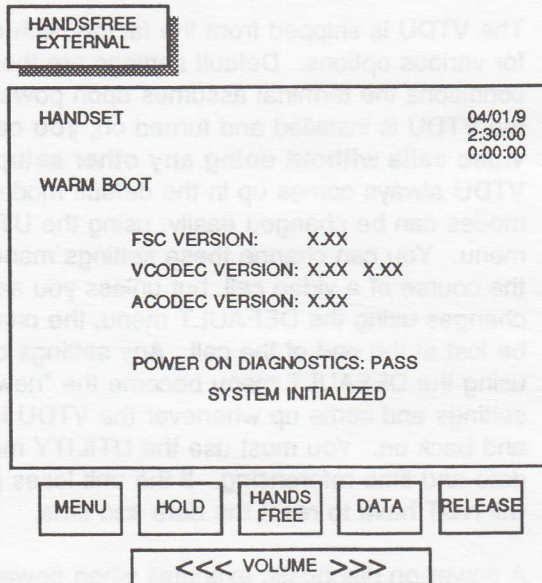 HANDSFREE
EXTERNAL
HANDSET
04/01/9
2:30:00
0:00:00
WARM BOOT
FSC VERSION: X.XX
VCODEC VERSION: X.XX X.XX
ACODEC VERSION: X.XX
POWER ON DIAGNOSTICS: PASS
SYSTEM INITIALIZED
MENU
HOLD
HANDS
FREE
DATA
RELEASE
<<< VOLUME >>>